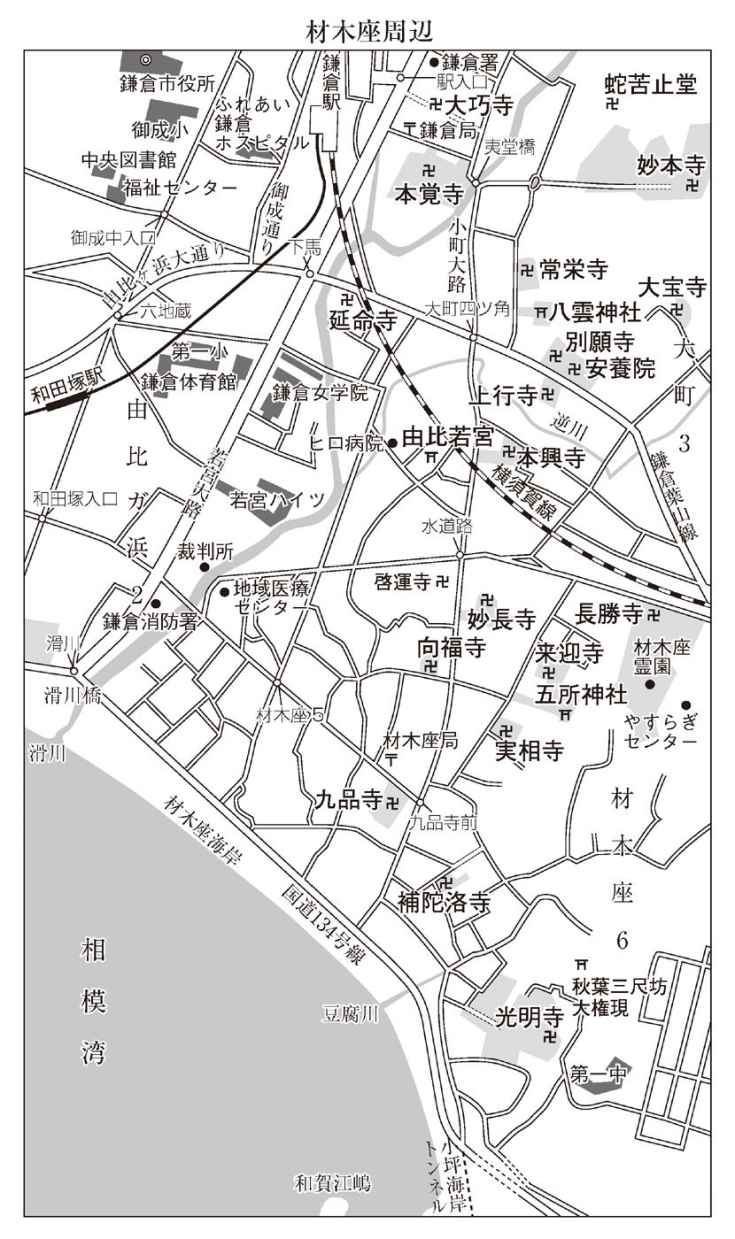 材木座周辺
鎌倉市役所
御成小
ふれあい
鎌倉
ホスピタル
鎌倉駅
鎌倉署
駅入口
大巧寺
〒鎌倉局
蛇苦止堂
中央図書館
福祉センター
御成通り
本覚寺
夷堂橋
妙本寺
御成中入口
由比ヶ浜大通り
下馬
小町大路
常栄寺
六地蔵
延命寺
大町四ツ角
八雲神社
大宝寺
別願寺
安養院
大町3
第一小
鎌倉体育館
鎌倉女学院
和田塚駅
上行寺
逆川
由比ガ浜2
ヒロ病院
由比若宮
本興寺
鎌倉葉山線
若宮大路
横須賀線
和田塚入口
若宮ハイツ
水道路
裁判所
地域医療
センター
啓運寺
妙長寺
長勝寺
鎌倉消防署
滑川
向福寺
来迎寺
材木座
霊園
滑川橋
五所神社
材木座5
やすらぎ
センター
滑川
材木座局
〒
実相寺
九品寺
九品寺前
材木座6
材木座海岸
補陀洛寺
国道134号線
相模湾
秋葉三尺坊
大権現
豆腐川
光明寺
第一中
小坪海岸
トンネル
和賀江嶋